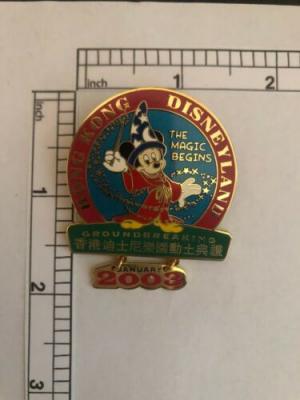 inch
1
2
HONG KONG DISNEYLAND
THE
MAGIC
BEGINS
GROUNDBREAKING
香港迪士尼樂園動土典禮
JANUARY
2003
inch
1
2
3